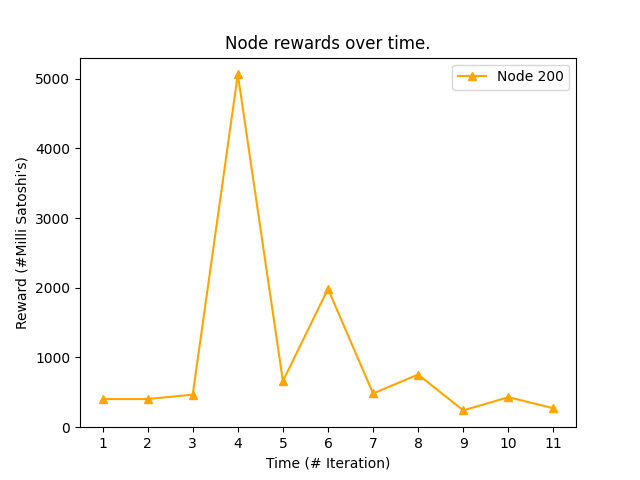 Node rewards over time.
Node 200
Reward (#Milli Satoshi's)
5000
4000
3000
2000
1000
0
1 2 3 4 5 6 7 8 9 10 11
Time (# Iteration)